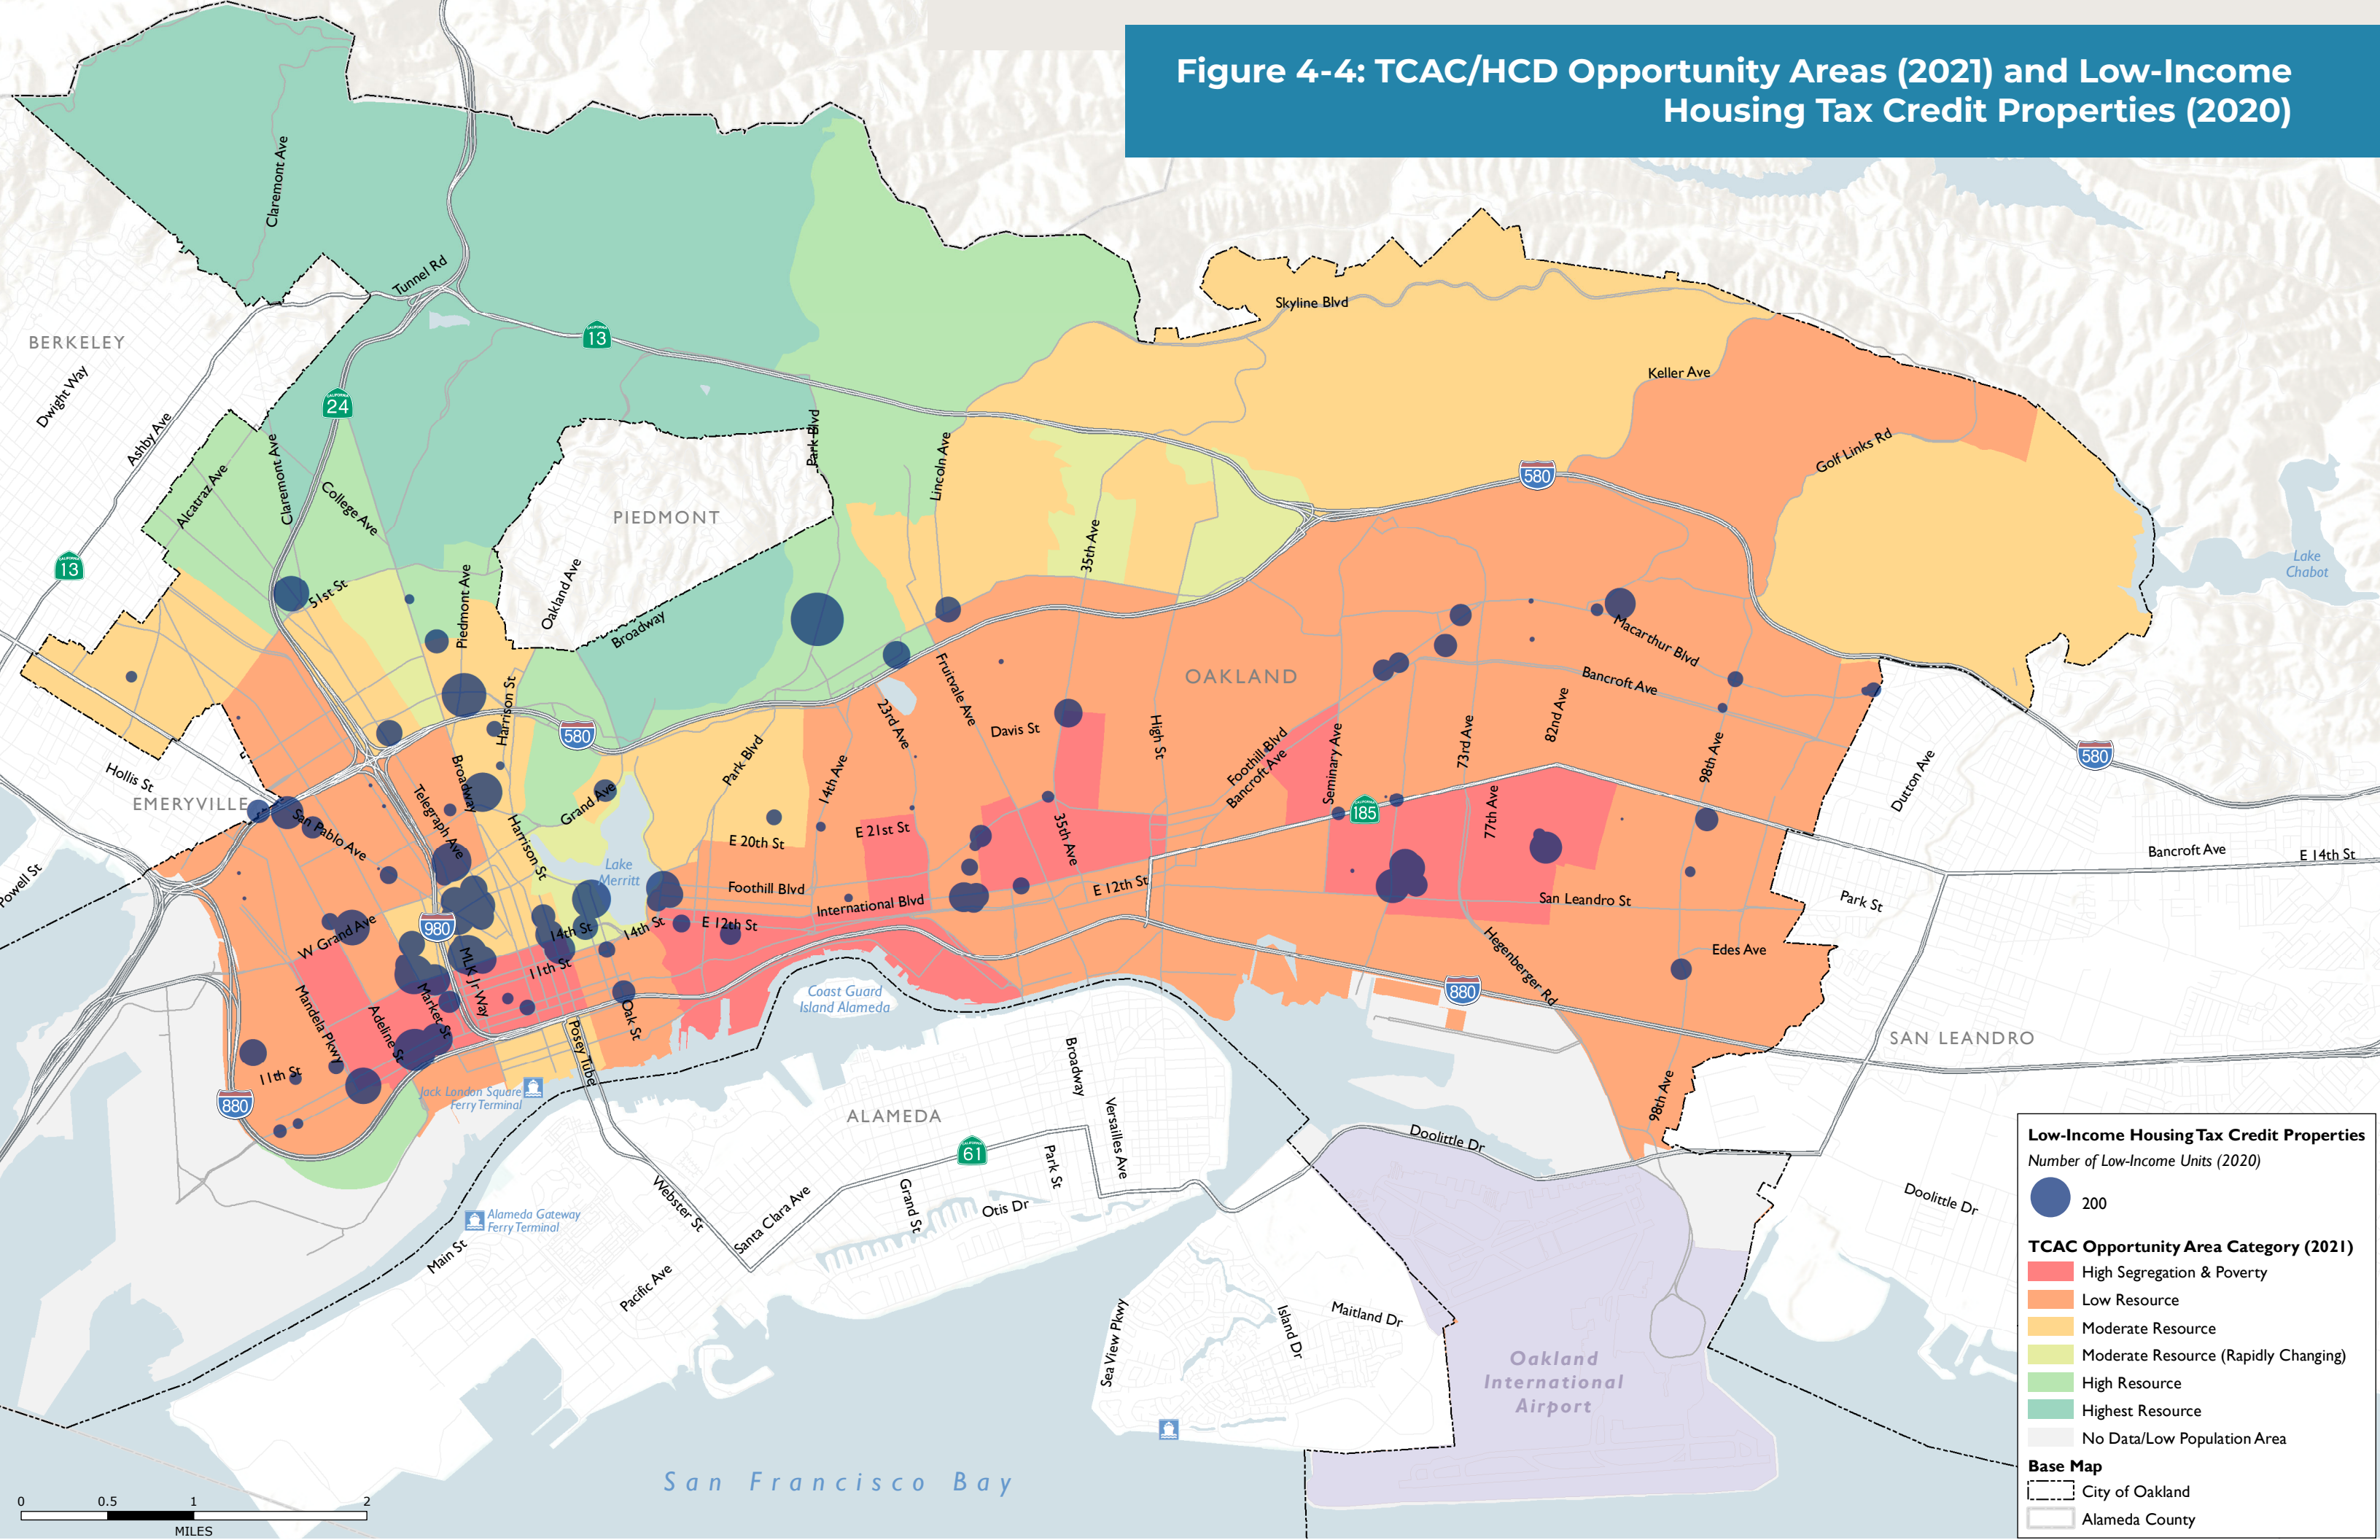 Figure 4-4: TCAC/HCD Opportunity Areas (2021) and Low-Income
Housing Tax Credit Properties (2020)
Claremont Ave
Tunnel Rd
BERKELEY
Dwight Way
Ashby Ave
CALIFORNIA
13
CALIFORNIA
24
CALIFORNIA
13
Skyline Blvd
Keller Ave
Golf Links Rd
580
Lake
Chabot
Alcatraz Ave
Claremont Ave
College Ave
PIEDMONT
Park Blvd
Lincoln Ave
35th Ave
51st St
Piedmont Ave
Oakland Ave
Broadway
Harrison St
580
Fruitvale Ave
23rd Ave
Davis St
High St
OAKLAND
Macarthur Blvd
Bancroft Ave
Foothill Blvd
Bancroft Ave
Seminary Ave
73rd Ave
82nd Ave
98th Ave
580
Dutton Ave
Hollis St
EMERYVILLE
Powell St
San Pablo Ave
Telegraph Ave
Broadway
Harrison St
Grand Ave
Lake
Merritt
Park Blvd
14th Ave
E 20th St
E 21st St
Foothill Blvd
International Blvd
E 12th St
35th Ave
E 12th St
CALIFORNIA
185
77th Ave
San Leandro St
Bancroft Ave
E 14th St
Park St
Edes Ave
Hegenberger Rd
880
98th Ave
SAN LEANDRO
W Grand Ave
980
MLK Jr Way
14th St
14th St
11th St
Mandela Pkwy
Adeline St
Market St
Oak St
Posey Tube
11th St
880
Jack London Square
Ferry Terminal
Coast Guard
Island Alameda
ALAMEDA
CALIFORNIA
61
Broadway
Versailles Ave
Park St
Grand St
Otis Dr
Santa Clara Ave
Webster St
Alameda Gateway
Ferry Terminal
Main St
Pacific Ave
Doolittle Dr
Doolittle Dr
Sea View Pkwy
Island Dr
Maitland Dr
Oakland
International
Airport
San Francisco Bay
0 0.5 1 2
MILES
Low-Income Housing Tax Credit Properties
Number of Low-Income Units (2020)
200
TCAC Opportunity Area Category (2021)
High Segregation & Poverty
Low Resource
Moderate Resource
Moderate Resource (Rapidly Changing)
High Resource
Highest Resource
No Data/Low Population Area
Base Map
City of Oakland
Alameda County